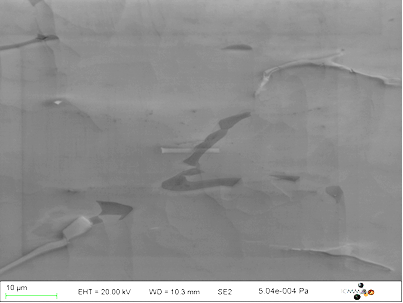 10 µm
EHT = 20.00 kV
WD = 10.3 mm
SE2
5.04e-004 Pa